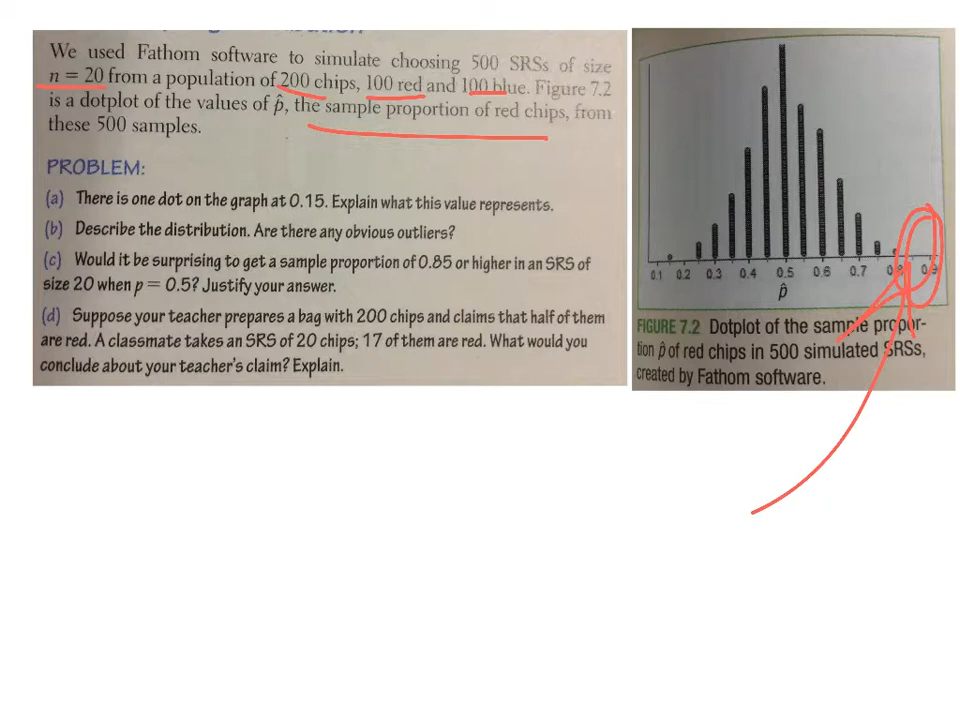 We used Fathom software to simulate choosing 500 SRSs of size
n = 20 from a population of 200 chips, 100 red and 100 blue. Figure 7.2
is a dotplot of the values of p̂, the sample proportion of red chips, from
these 500 samples.
PROBLEM:
(a) There is one dot on the graph at 0.15. Explain what this value represents.
(b) Describe the distribution. Are there any obvious outliers?
(c) Would it be surprising to get a sample proportion of 0.85 or higher in an SRS of
size 20 when p = 0.5? Justify your answer.
(d) Suppose your teacher prepares a bag with 200 chips and claims that half of them
are red. A classmate takes an SRS of 20 chips; 17 of them are red. What would you
conclude about your teacher's claim? Explain.
0.1 0.2 0.3 0.4 0.5 0.6 0.7
p̂
FIGURE 7.2 Dotplot of the sample propor-
tion p̂ of red chips in 500 simulated SRSs,
created by Fathom software.